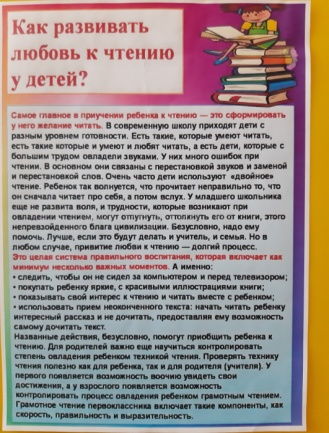 Как развивать
любовь к чтению
у детей?
Самое главное в приучении ребенка к чтению — это сформировать
у него желание читать. В современную школу приходят дети с
разным уровнем готовности. Есть такие, которые умеют читать,
есть такие которые и умеют и любят читать, а есть дети, которые с
большим трудом овладели звуками. У них много ошибок при
чтении. В основном они связаны с перестановкой звуков и заменой
и перестановкой слов. Очень часто дети используют «двойное»
чтение. Ребенок так волнуется, что прочитает неправильно то, что
он сначала читает про себя, а потом вслух. У младшего школьника
еще не развита воля, и трудности, которые возникают при
овладении чтением, могут отпугнуть, оттолкнуть его от книги, этого
непревзойденного блага цивилизации. Безусловно, надо ему
помочь. Лучше, если это будут делать и учитель, и семья. Но в
любом случае, привитие любви к чтению — долгий процесс.
Это целая система правильного воспитания, которая включает как
минимум несколько важных моментов. А именно:
• следить, чтобы он не сидел за компьютером и перед телевизором;
• покупать ребенку яркие, с красивыми иллюстрациями книги;
• показывать свой интерес к чтению и читать вместе с ребенком;
• использовать прием неоконченного текста: начать читать ребенку
интересный рассказ и не дочитать, предоставляя ему возможность
самому дочитать текст.
Названные действия, безусловно, помогут приобщить ребенка к
чтению. Для родителей важно еще научиться контролировать
степень овладения ребенком техникой чтения. Проверять технику
чтения полезно как для ребенка, так и для родителя (учителя). У
первого появляется возможность воочию увидеть свои
достижения, а у взрослого появляется возможность
контролировать процесс овладения ребенком грамотным чтением.
Грамотное чтение первоклассника включает такие компоненты, как
скорость, правильность и выразительность.